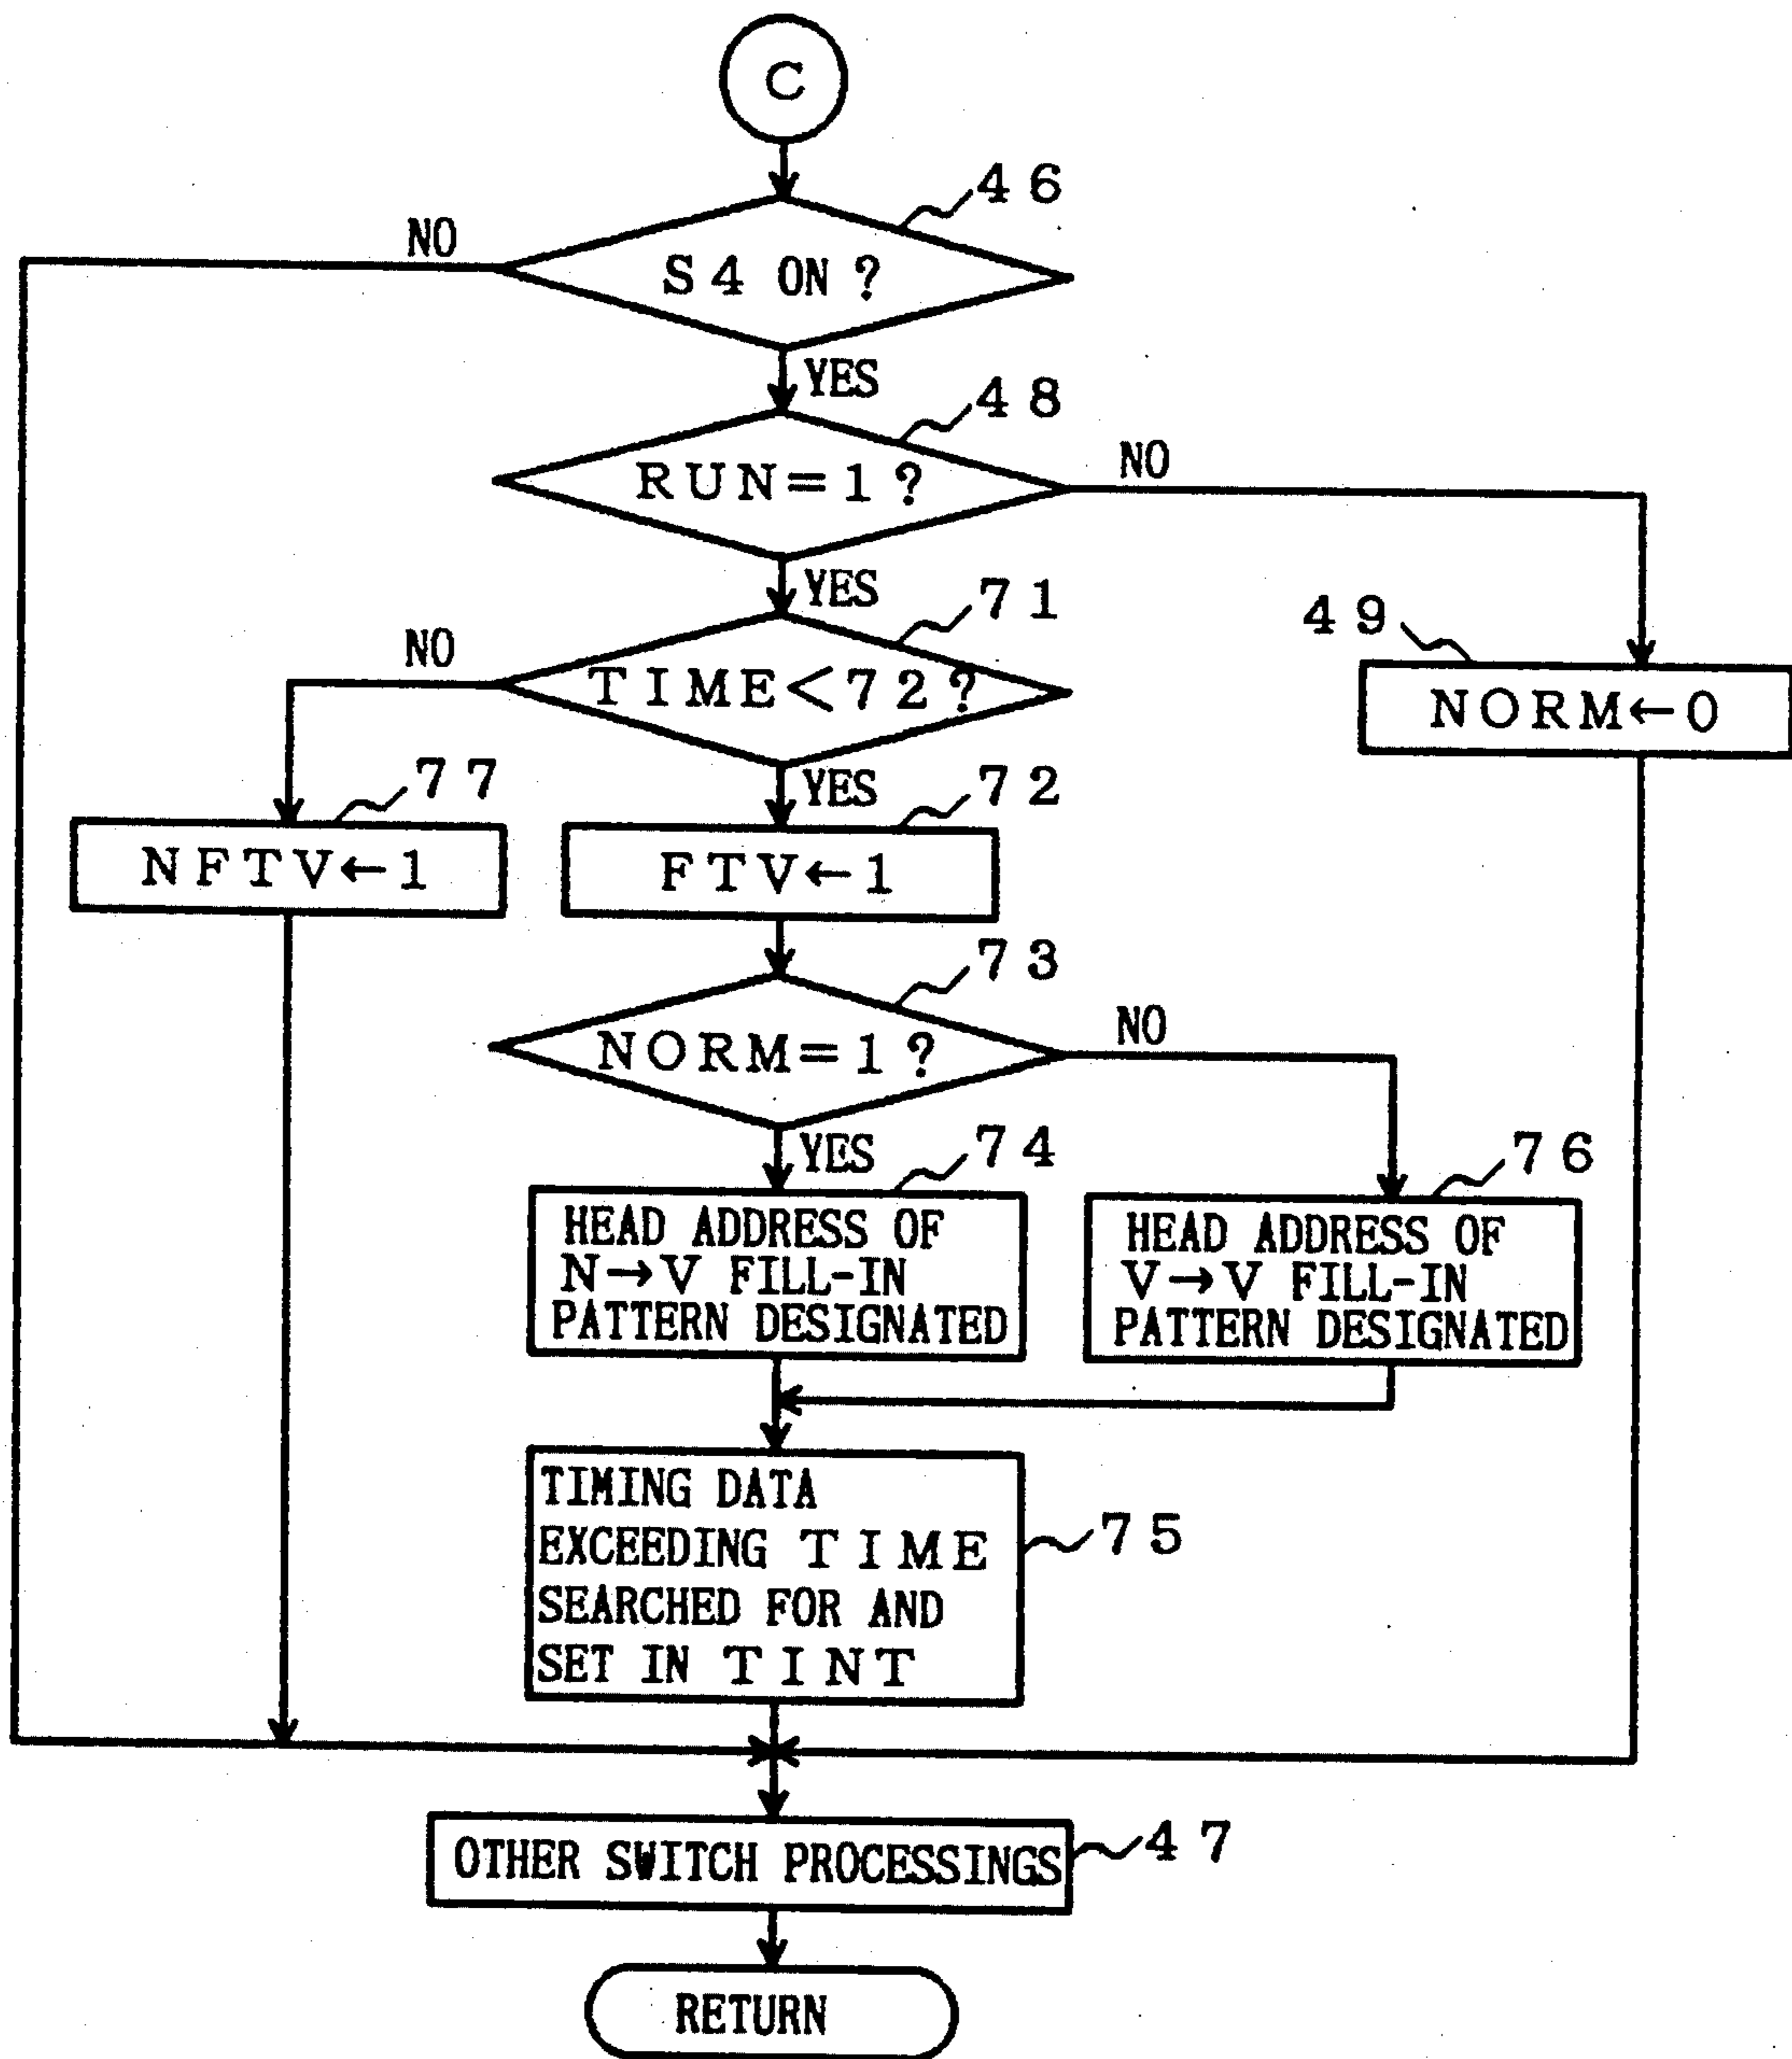 C
46
NO
S4 ON ?
YES
48
RUN=1?
NO
YES
71
NO
TIME<72?
49
NORM←0
77
YES
72
NFTV←1
FTV←1
73
NORM=1?
NO
YES
74
76
HEAD ADDRESS OF
N→V FILL-IN
PATTERN DESIGNATED
HEAD ADDRESS OF
V→V FILL-IN
PATTERN DESIGNATED
TIMING DATA
EXCEEDING TIME
SEARCHED FOR AND
SET IN TINT
75
OTHER SWITCH PROCESSINGS
47
RETURN